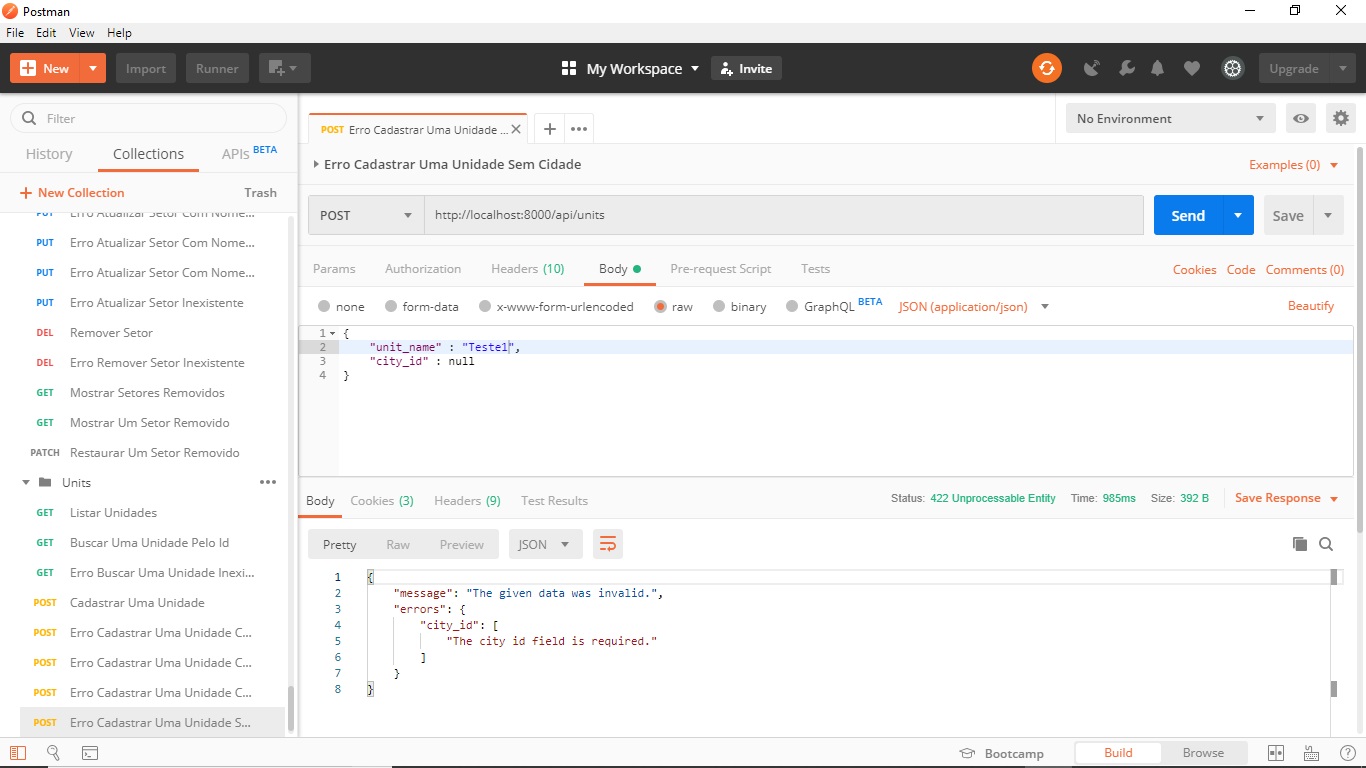 Postman
File Edit View Help
New Import Runner My Workspace Invite Upgrade
Filter
History Collections APIs BETA
New Collection Trash
PUT Erro Atualizar Setor Com Nome...
PUT Erro Atualizar Setor Com Nome...
PUT Erro Atualizar Setor Com Nome...
PUT Erro Atualizar Setor Inexistente
DEL Remover Setor
DEL Erro Remover Setor Inexistente
GET Mostrar Setores Removidos
GET Mostrar Um Setor Removido
PATCH Restaurar Um Setor Removido
Units
GET Listar Unidades
GET Buscar Uma Unidade Pelo Id
GET Erro Buscar Uma Unidade Inexi...
POST Cadastrar Uma Unidade
POST Erro Cadastrar Uma Unidade C...
POST Erro Cadastrar Uma Unidade C...
POST Erro Cadastrar Uma Unidade C...
POST Erro Cadastrar Uma Unidade S...
POST Erro Cadastrar Uma Unidade ...
No Environment
Erro Cadastrar Uma Unidade Sem Cidade
Examples (0)
POST http://localhost:8000/api/units Send Save
Params Authorization Headers (10) Body Pre-request Script Tests Cookies Code Comments (0)
none form-data x-www-form-urlencoded raw binary GraphQL BETA JSON (application/json) Beautify
1 {
2 "unit_name" : "Teste1",
3 "city_id" : null
4 }
Body Cookies (3) Headers (9) Test Results Status: 422 Unprocessable Entity Time: 985ms Size: 392 B Save Response
Pretty Raw Preview JSON
1 {
2 "message": "The given data was invalid.",
3 "errors": {
4 "city_id": [
5 "The city id field is required."
6 ]
7 }
8 }
Bootcamp Build Browse